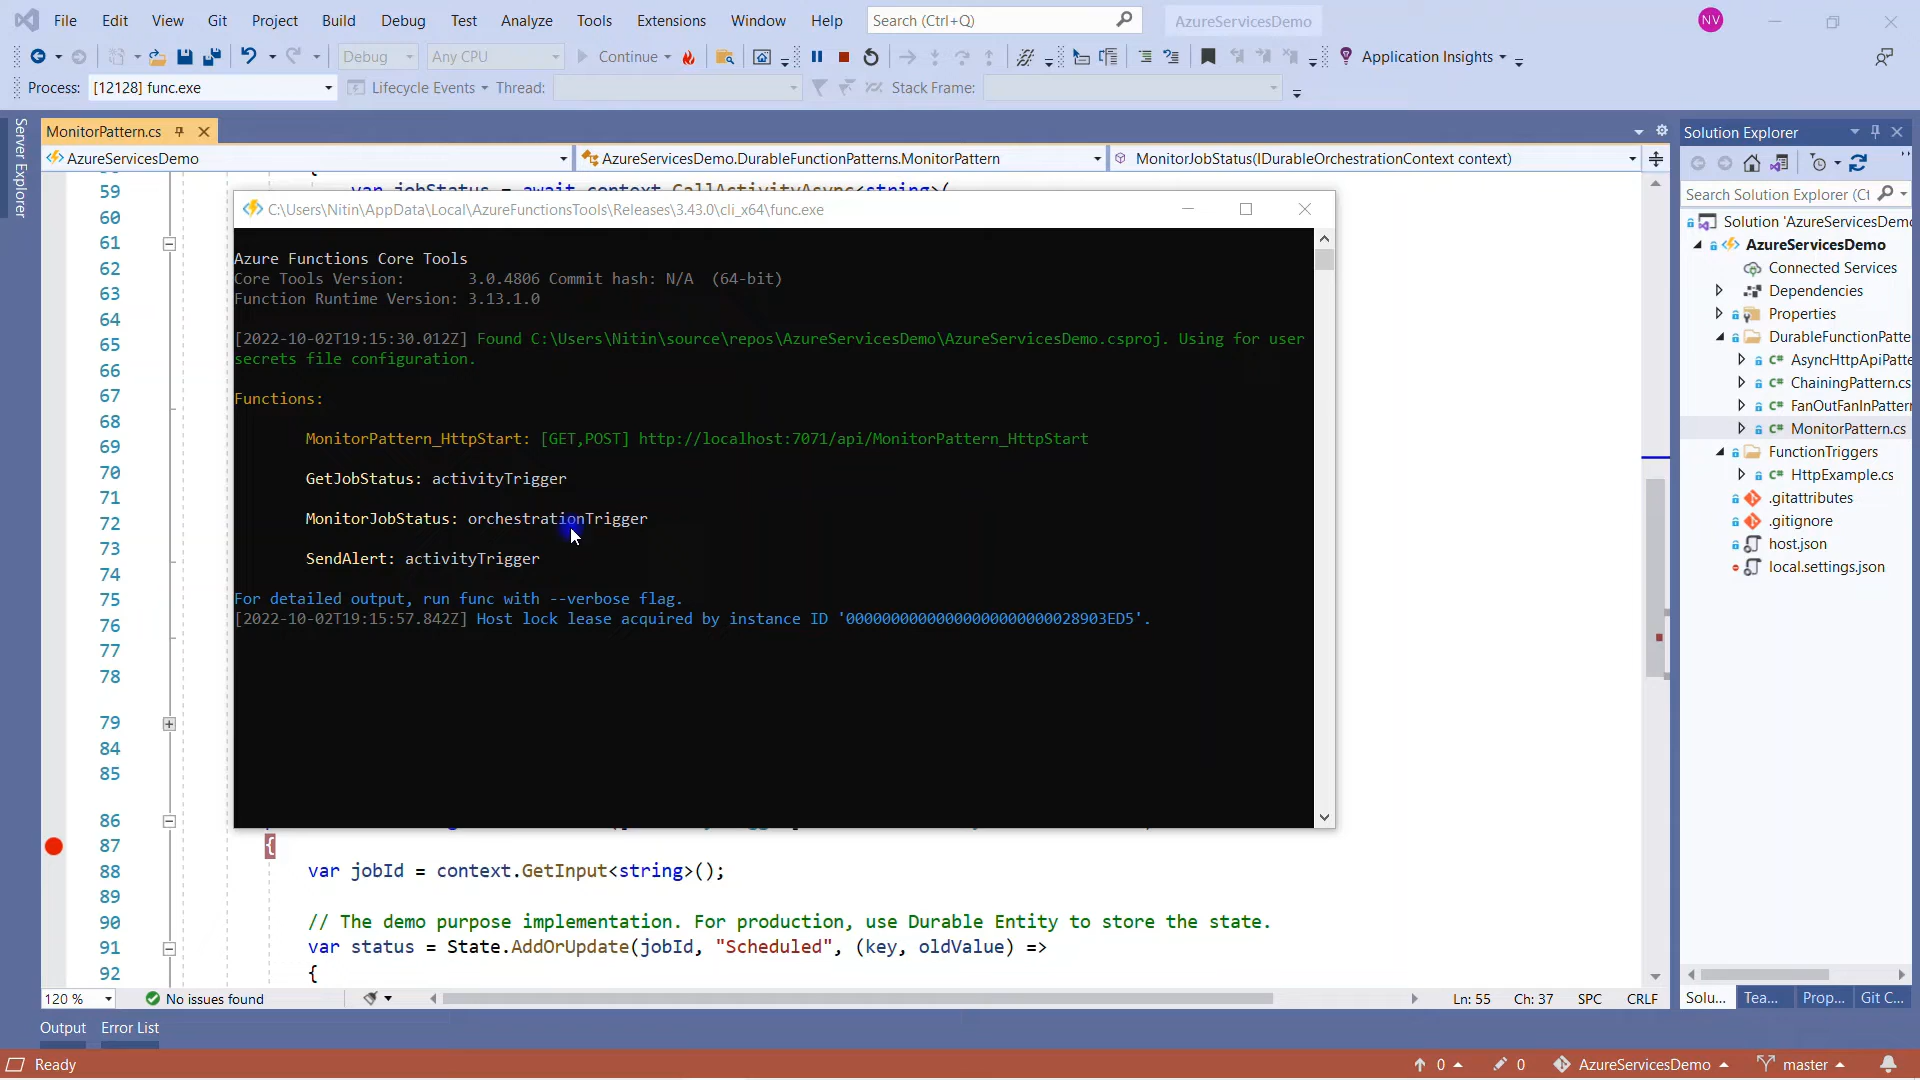 File Edit View Git Project Build Debug Test Analyze Tools Extensions Window Help Search (Ctrl+Q) AzureServicesDemo NV
Debug Any CPU Continue Application Insights
Process: [12128] func.exe Lifecycle Events Thread: Stack Frame:
Server Explorer
MonitorPattern.cs
AzureServicesDemo AzureServicesDemo.DurableFunctionPatterns.MonitorPattern MonitorJobStatus(IDurableOrchestrationContext context)
59 var jobStatus = await context.CallActivityAsync<string>(
60
61
62
63
64
65
66
67
68
69
70
71
72
73
74
75
76
77
78
79
84
85
C:\Users\Nitin\AppData\Local\AzureFunctionsTools\Releases\3.43.0\cli_x64\func.exe
Azure Functions Core Tools
Core Tools Version: 3.0.4806 Commit hash: N/A (64-bit)
Function Runtime Version: 3.13.1.0
[2022-10-02T19:15:30.012Z] Found C:\Users\Nitin\source\repos\AzureServicesDemo\AzureServicesDemo.csproj. Using for user
secrets file configuration.
Functions:
MonitorPattern_HttpStart: [GET,POST] http://localhost:7071/api/MonitorPattern_HttpStart
GetJobStatus: activityTrigger
MonitorJobStatus: orchestrationTrigger
SendAlert: activityTrigger
For detailed output, run func with --verbose flag.
[2022-10-02T19:15:57.842Z] Host lock lease acquired by instance ID '00000000000000000000000028903ED5'.
86
87 {
88 var jobId = context.GetInput<string>();
89
90 // The demo purpose implementation. For production, use Durable Entity to store the state.
91 var status = State.AddOrUpdate(jobId, "Scheduled", (key, oldValue) =>
92 {
120 % No issues found Ln: 55 Ch: 37 SPC CRLF
Solution Explorer
Search Solution Explorer (Ct
Solution 'AzureServicesDemo
AzureServicesDemo
Connected Services
Dependencies
Properties
DurableFunctionPatte
AsyncHttpApiPatte
ChainingPattern.cs
FanOutFanInPattern
MonitorPattern.cs
FunctionTriggers
HttpExample.cs
.gitattributes
.gitignore
host.json
local.settings.json
Solu... Tea... Prop... Git C...
Output Error List
Ready 0 0 AzureServicesDemo master